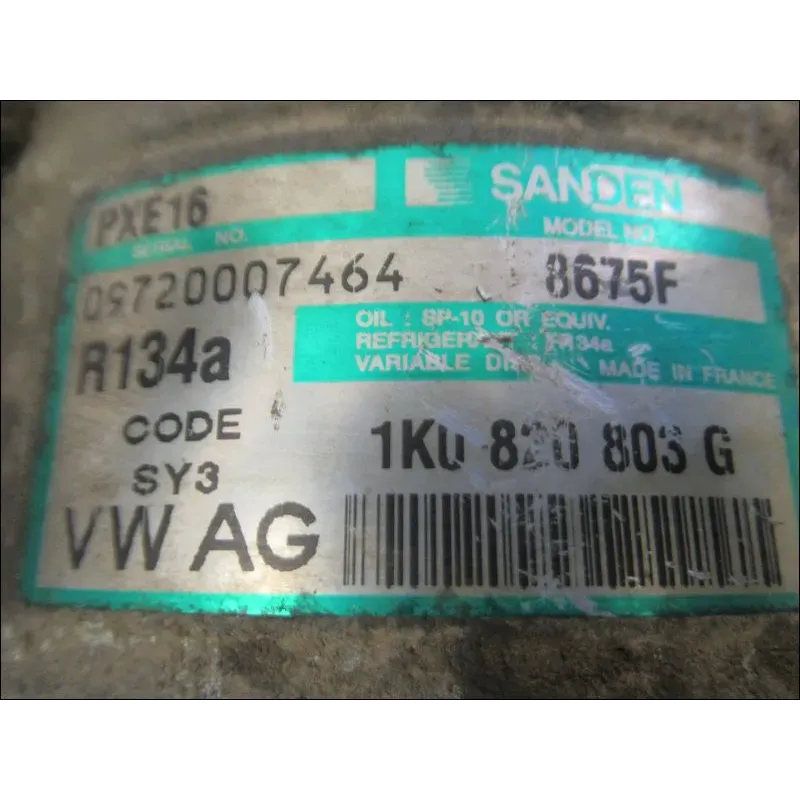 PXE16 SANDEN
SERIAL NO. MODEL NO.
09720007464 8675F
R134a
OIL : SP-10 OR EQUIV.
R134a
VARIABLE MADE IN FRANCE
CODE
SY3
1K0 820 803 G
VW AG